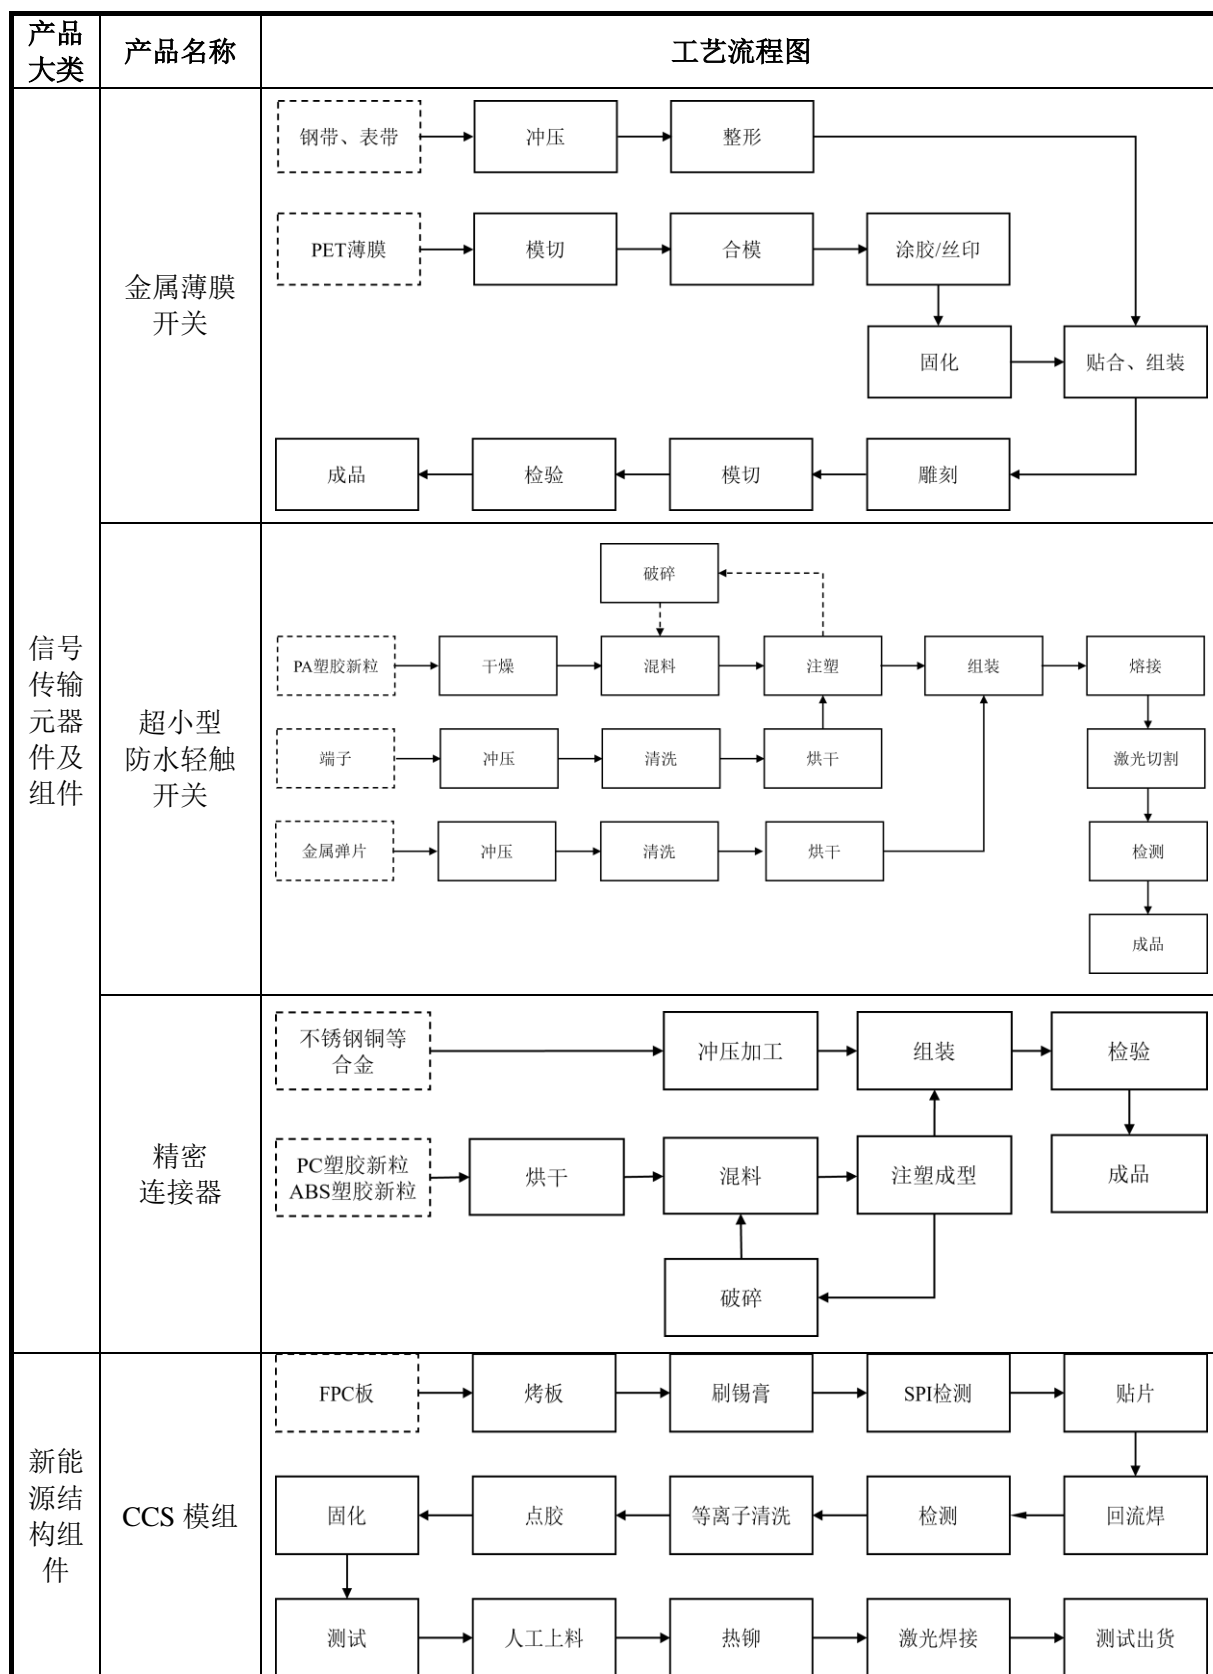 产品
大类
产品名称
工艺流程图
信号
传输
元器
件及
组件
金属薄膜
开关
钢带、表带
冲压
整形
PET薄膜
模切
合模
涂胶/丝印
固化
贴合、组装
成品
检验
模切
雕刻
超小型
防水轻触
开关
破碎
PA塑胶新粒
干燥
混料
注塑
组装
熔接
端子
冲压
清洗
烘干
激光切割
金属弹片
冲压
清洗
烘干
检测
成品
精密
连接器
不锈钢铜等
合金
冲压加工
组装
检验
PC塑胶新粒
ABS塑胶新粒
烘干
混料
注塑成型
成品
破碎
新能
源结
构组
件
CCS 模组
FPC板
烤板
刷锡膏
SPI检测
贴片
固化
点胶
等离子清洗
检测
回流焊
测试
人工上料
热铆
激光焊接
测试出货